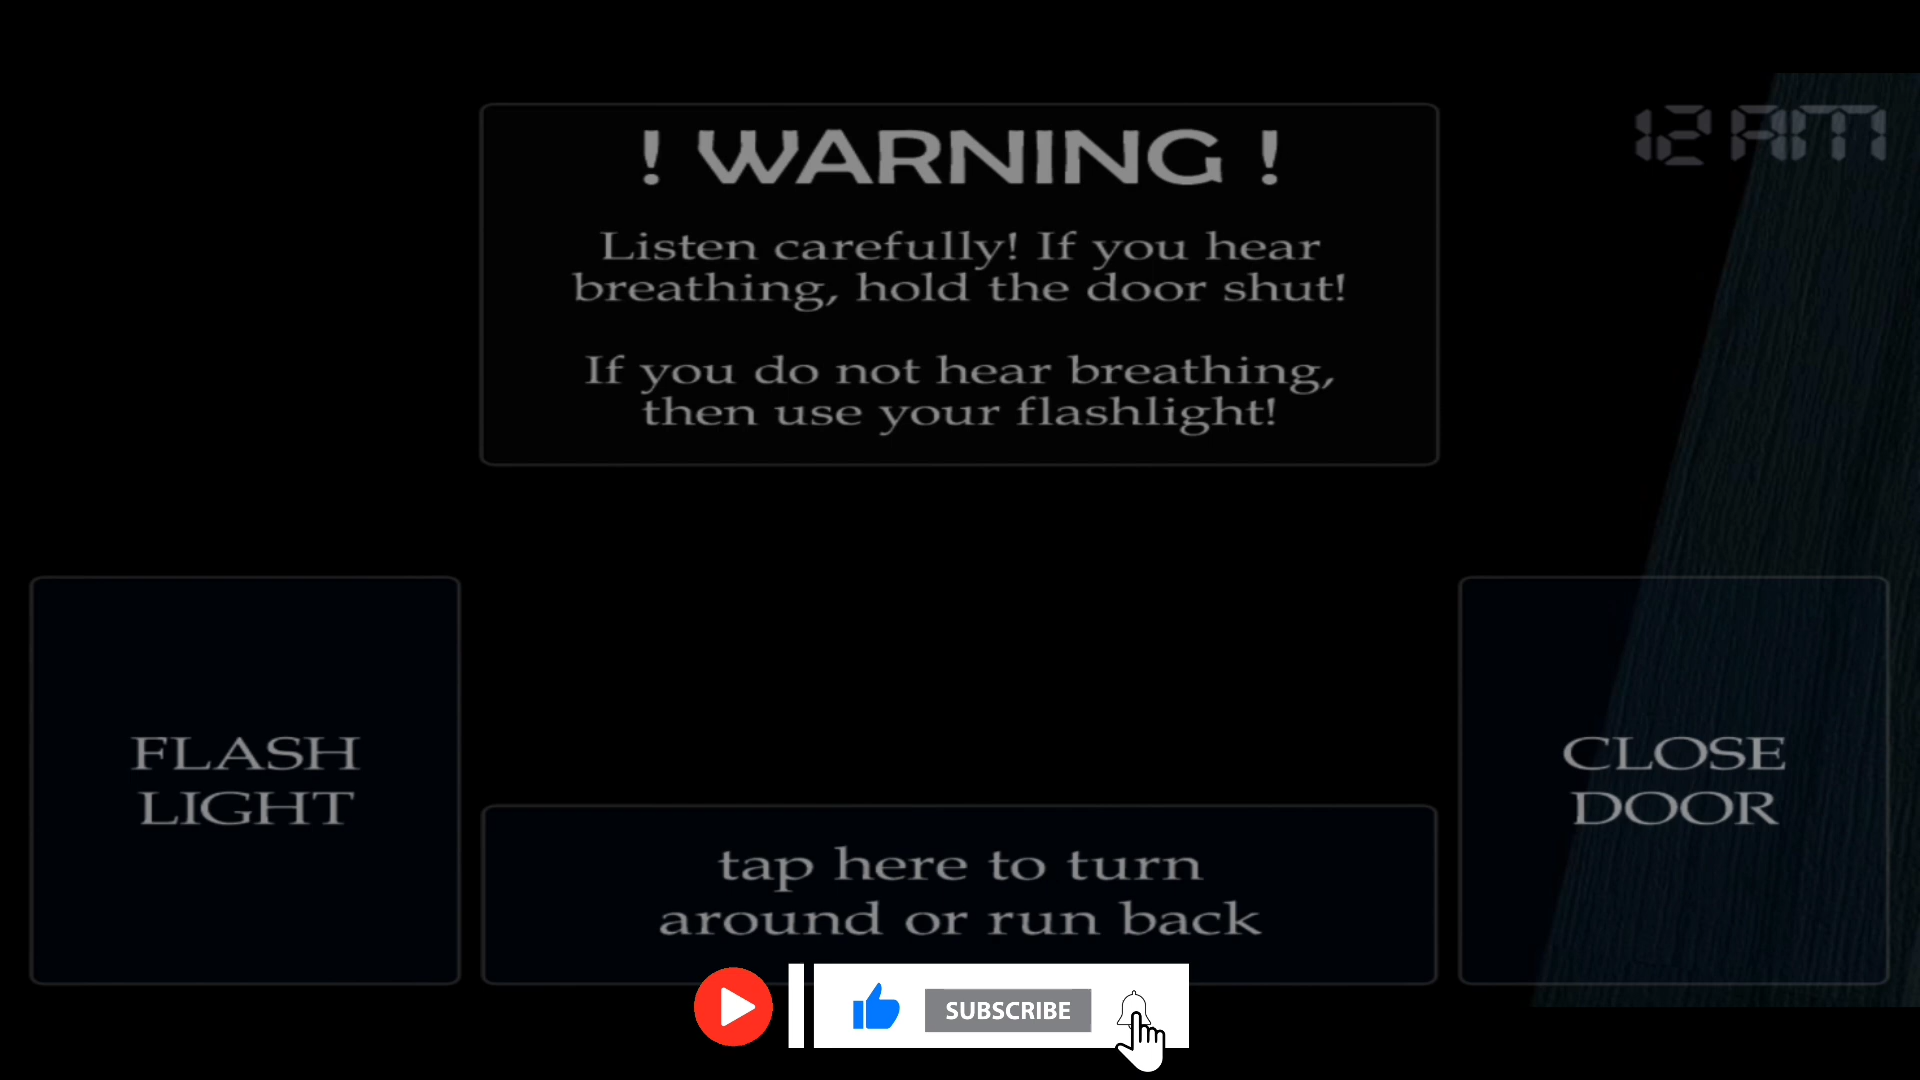 ! WARNING !
12 AM
Listen carefully! If you hear
breathing, hold the door shut!
If you do not hear breathing,
then use your flashlight!
FLASH
LIGHT
CLOSE
DOOR
tap here to turn
around or run back
SUBSCRIBE